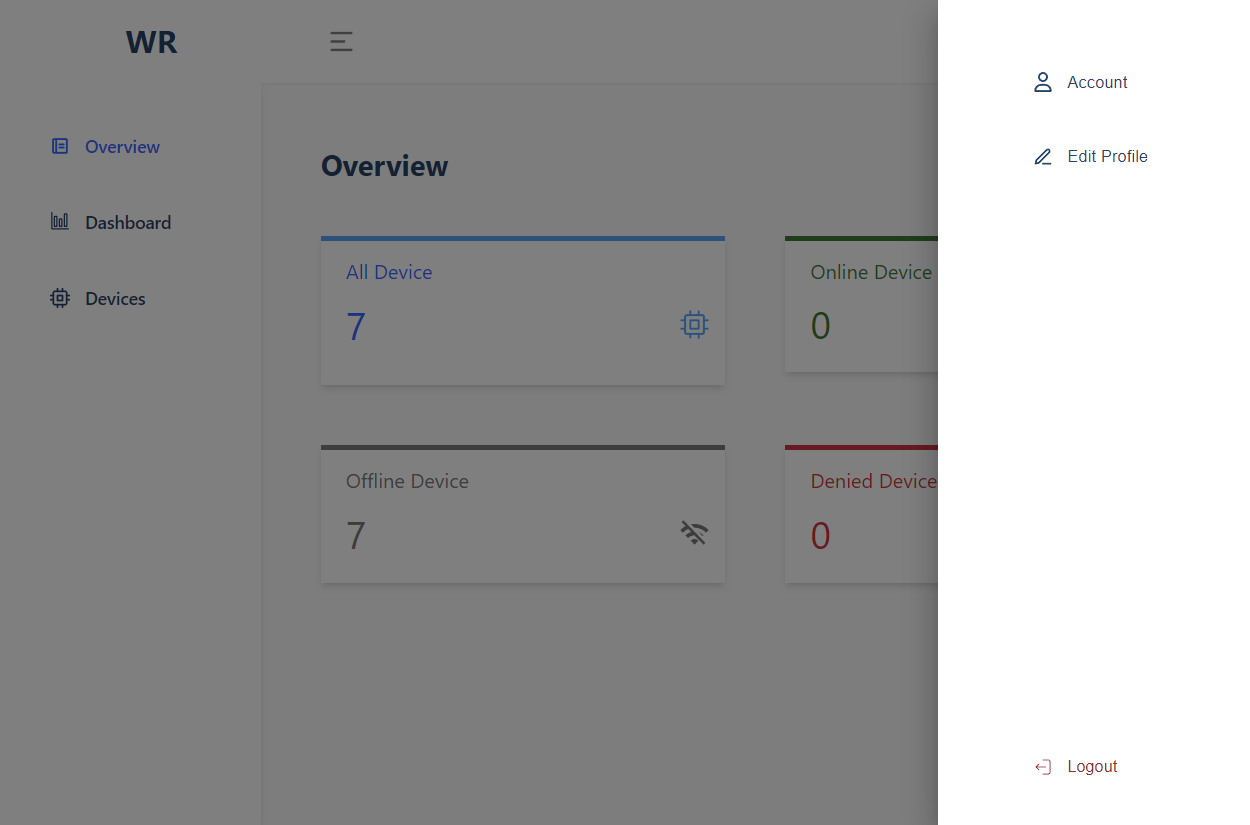 WR
Overview
Dashboard
Devices
Overview
All Device
7
Online Device
0
Offline Device
7
Denied Device
0
Account
Edit Profile
Logout